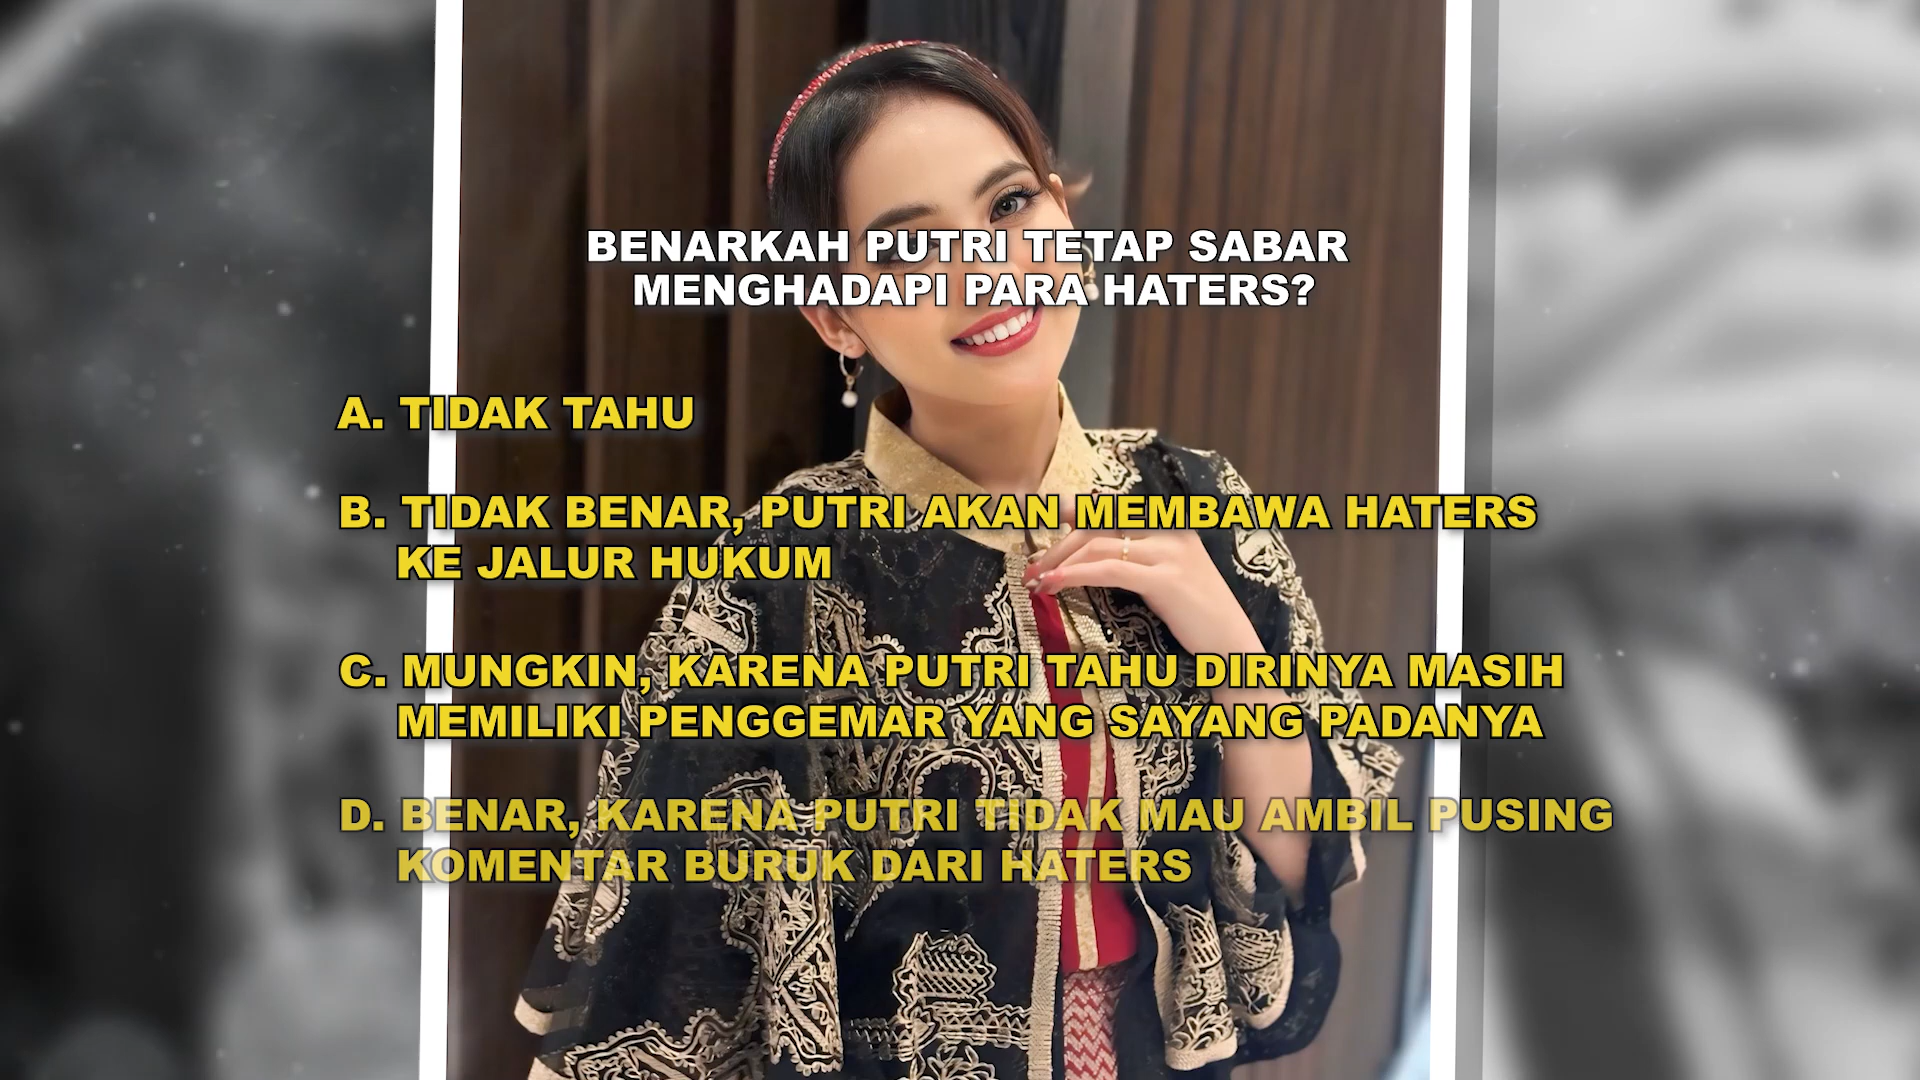 BENARKAH PUTRI TETAP SABAR
MENGHADAPI PARA HATERS?
A. TIDAK TAHU
B. TIDAK BENAR, PUTRI AKAN MEMBAWA HATERS
KE JALUR HUKUM
C. MUNGKIN, KARENA PUTRI TAHU DIRINYA MASIH
MEMILIKI PENGGEMAR YANG SAYANG PADANYA
D. BENAR, KARENA PUTRI TIDAK MAU AMBIL PUSING
KOMENTAR BURUK DARI HATERS